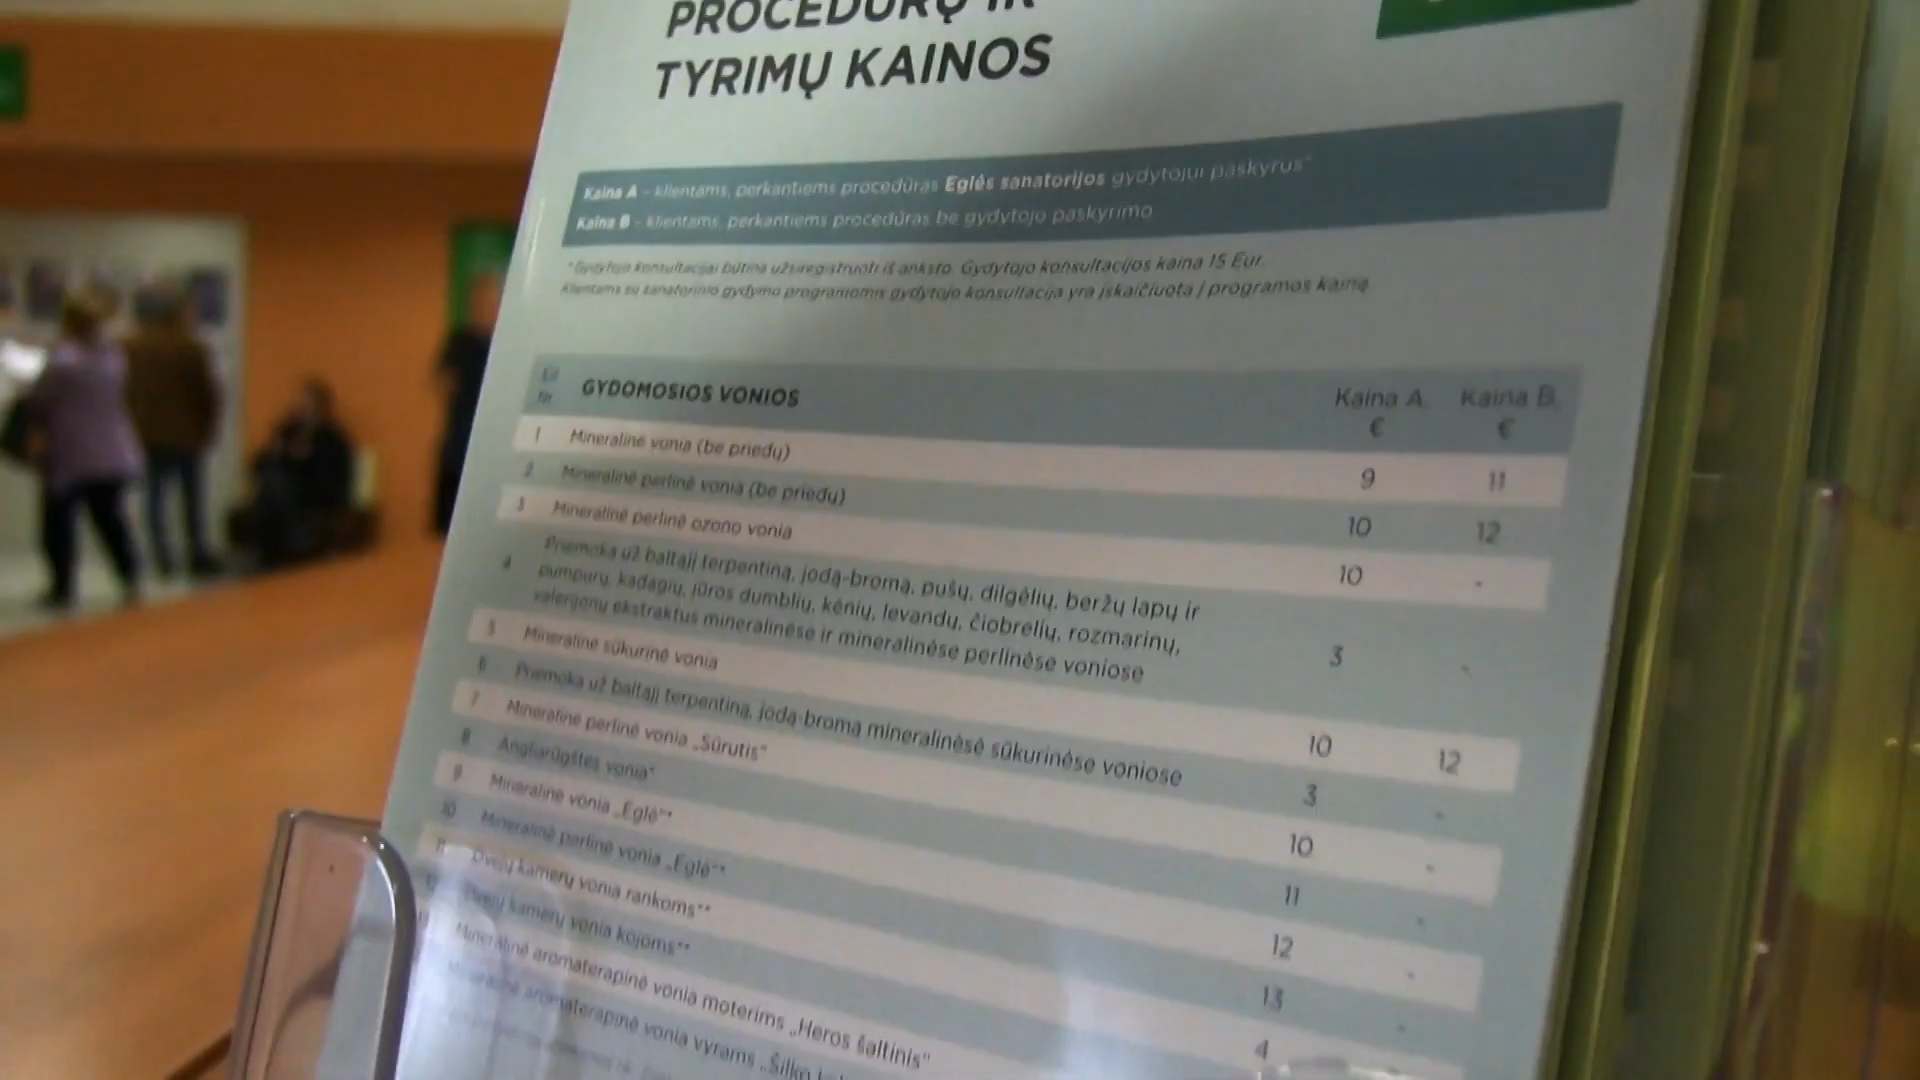 PROCEDŪRŲ IR
TYRIMŲ KAINOS
Kaina A - klientams, perkantiems procedūras Eglės sanatorijos gydytojui paskyrus*
Kaina B - klientams, perkantiems procedūras be gydytojo paskyrimo
*Gydytojo konsultacijai būtina užsiregistruoti iš anksto. Gydytojo konsultacijos kaina 15 Eur.
Klientams su sanatorinio gydymo programomis gydytojo konsultacija yra įskaičiuota į programos kainą.
Eil. nr. GYDOMOSIOS VONIOS Kaina A, € Kaina B, €
1 Mineralinė vonia (be priedų) 9 11
2 Mineralinė perlinė vonia (be priedų) 10 12
3 Mineralinė perlinė ozono vonia 10 -
4 Priemoka už baltąjį terpentiną, jodą-bromą, pušų, dilgėlių, beržų lapų ir
pumpurų, kadagių, jūros dumblių, kėnių, levandų, čiobrelių, rozmarinų,
valerijonų ekstraktus mineralinėse ir mineralinėse perlinėse voniose 3 -
5 Mineralinė sūkurinė vonia 10 12
6 Priemoka už baltąjį terpentiną, jodą-bromą mineralinėse sūkurinėse voniose 3 -
7 Mineralinė perlinė vonia „Sūrutis“ 10 -
8 Angliarūgštės vonia* 11 -
9 Mineralinė vonia „Eglė“* 12 -
10 Mineralinė perlinė vonia „Eglė“* 13 -
11 Dviejų kamerų vonia rankoms** 4
Dviejų kamerų vonia kojoms**
Mineralinė aromaterapinė vonia moterims „Heros šaltinis“
Mineralinė aromaterapinė vonia vyrams